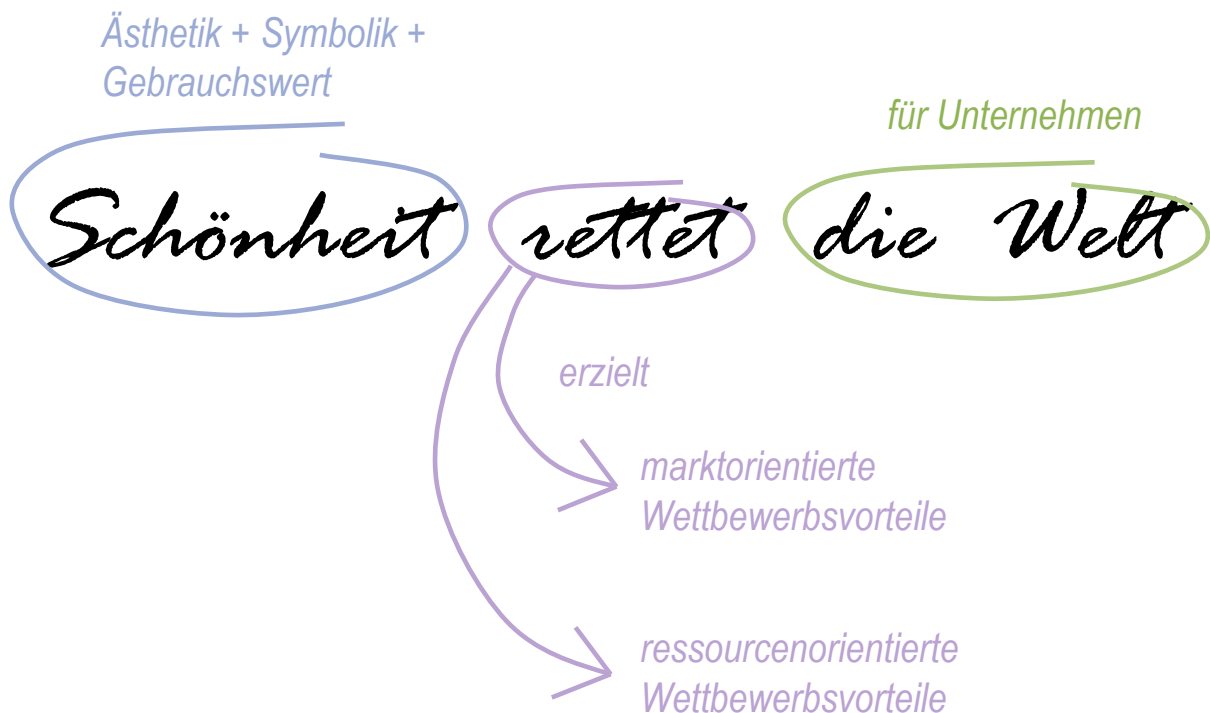 Ästhetik + Symbolik +
Gebrauchswert
für Unternehmen
Schönheit rettet die Welt
erzielt
marktorientierte
Wettbewerbsvorteile
ressourcenorientierte
Wettbewerbsvorteile